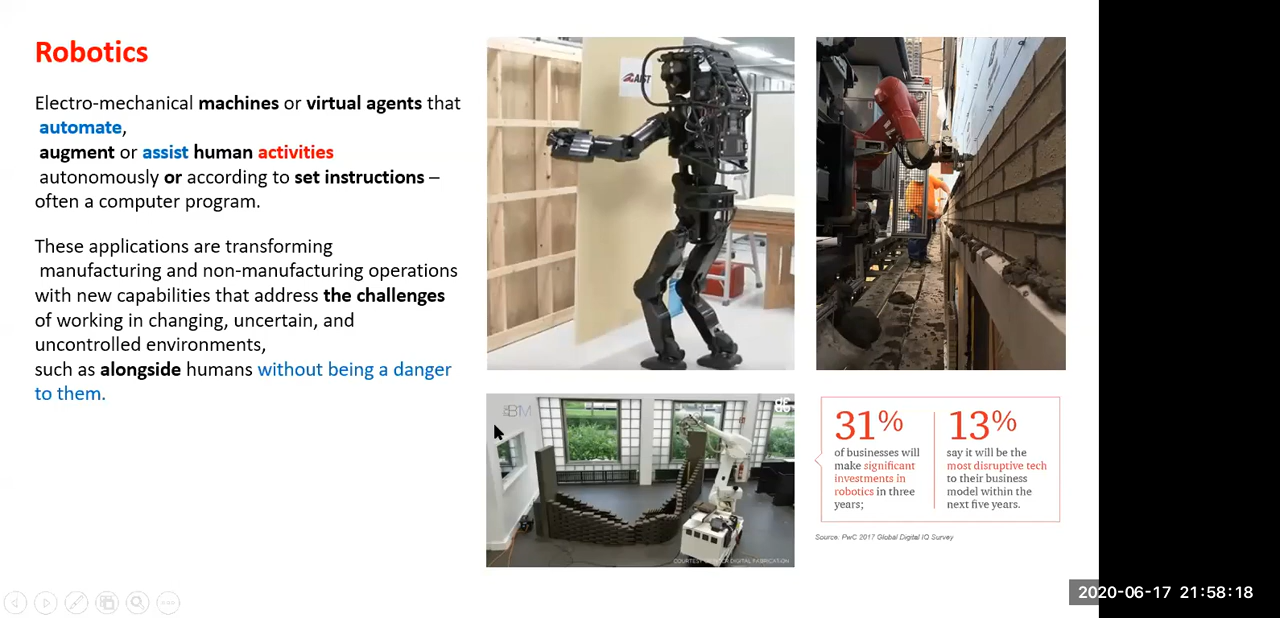 Robotics
Electro-mechanical machines or virtual agents that
automate,
augment or assist human activities
autonomously or according to set instructions –
often a computer program.
These applications are transforming
manufacturing and non-manufacturing operations
with new capabilities that address the challenges
of working in changing, uncertain, and
uncontrolled environments,
such as alongside humans without being a danger
to them.
AIST
B1M
31%
of businesses will
make significant
investments in
robotics in three
years;
13%
say it will be the
most disruptive tech
to their business
model within the
next five years.
Source: PwC 2017 Global Digital IQ Survey
2020-06-17 21:58:18